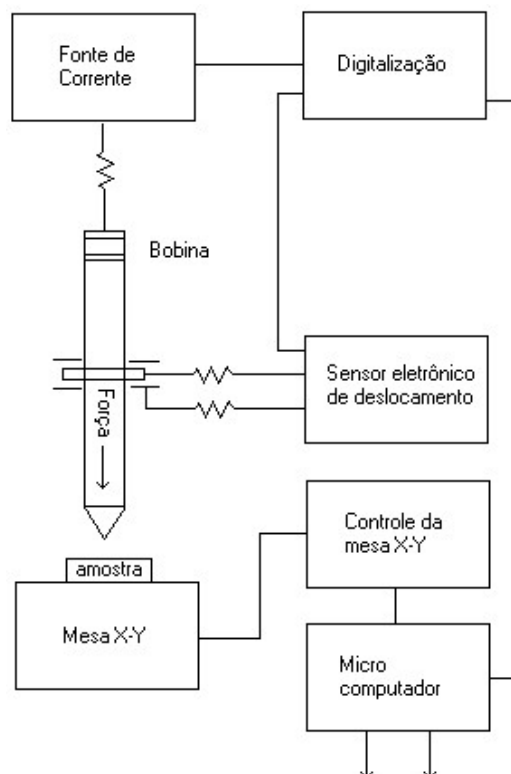 Fonte de
Corrente
Digitalização
Bobina
Sensor eletrônico
de deslocamento
Força
Controle da
mesa X-Y
amostra
Mesa X-Y
Micro
computador